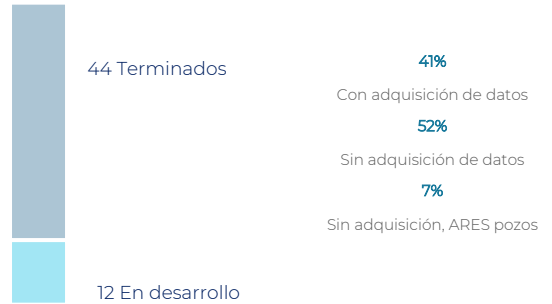 44 Terminados
41%
Con adquisición de datos
52%
Sin adquisición de datos
7%
Sin adquisición, ARES pozos
12 En desarrollo